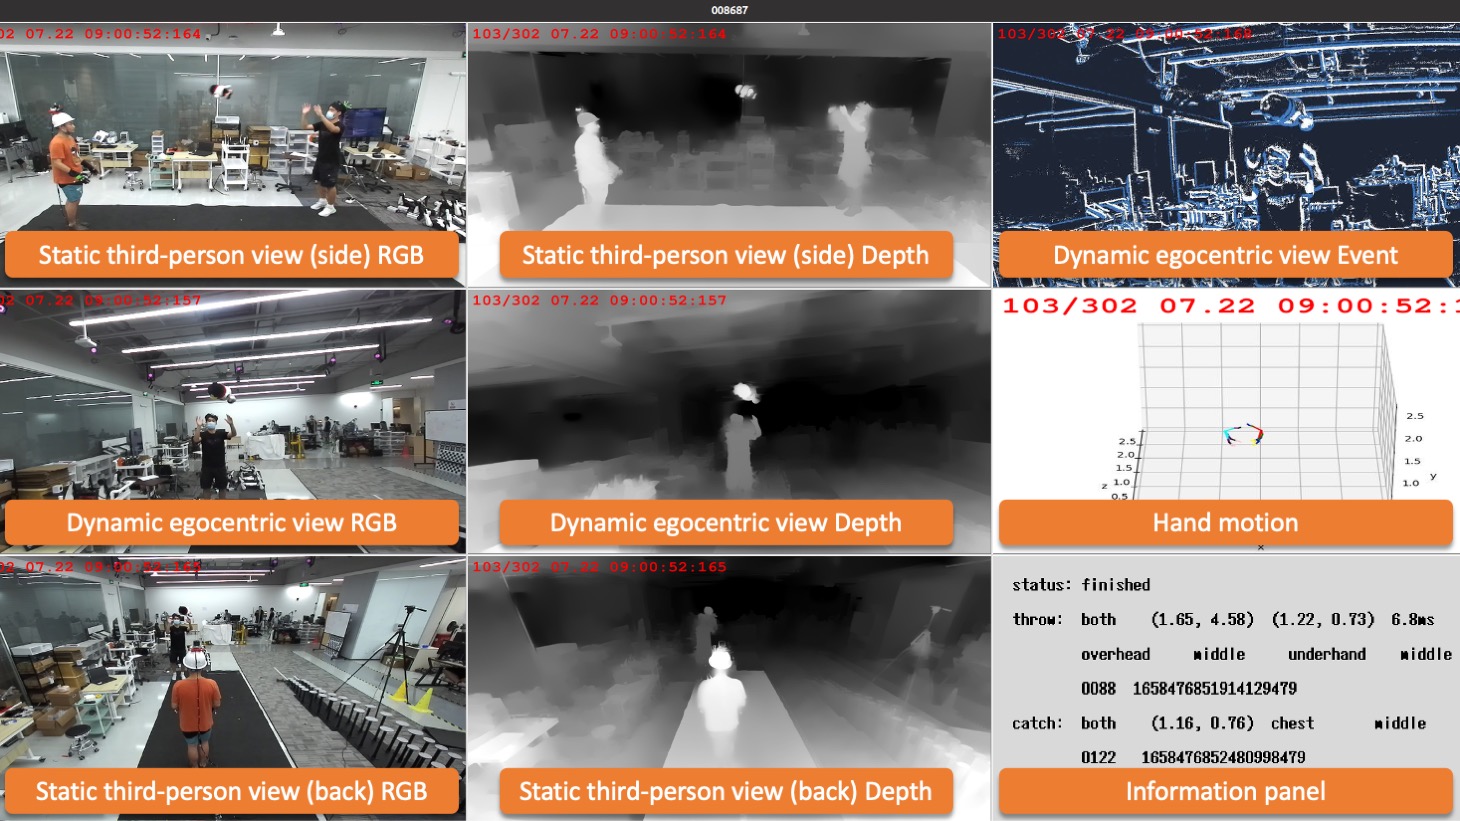 008687
02 07.22 09:00:52:164
103/302 07.22 09:00:52:164
103/302 07.22 09:00:52:168
Static third-person view (side) RGB
Static third-person view (side) Depth
Dynamic egocentric view Event
02 07.22 09:00:52:157
103/302 07.22 09:00:52:157
103/302 07.22 09:00:52:1
2.5
2.0
1.5
1.0
y
2.5
2.0
1.5
z 1.0
0.5
Dynamic egocentric view RGB
Dynamic egocentric view Depth
Hand motion
x
02 07.22 09:00:52:165
103/302 07.22 09:00:52:165
status: finished
throw: both (1.65, 4.58) (1.22, 0.73) 6.8ms
overhead middle underhand middle
0088 1658476851914129479
catch: both (1.16, 0.76) chest middle
0122 1658476852480998479
Static third-person view (back) RGB
Static third-person view (back) Depth
Information panel